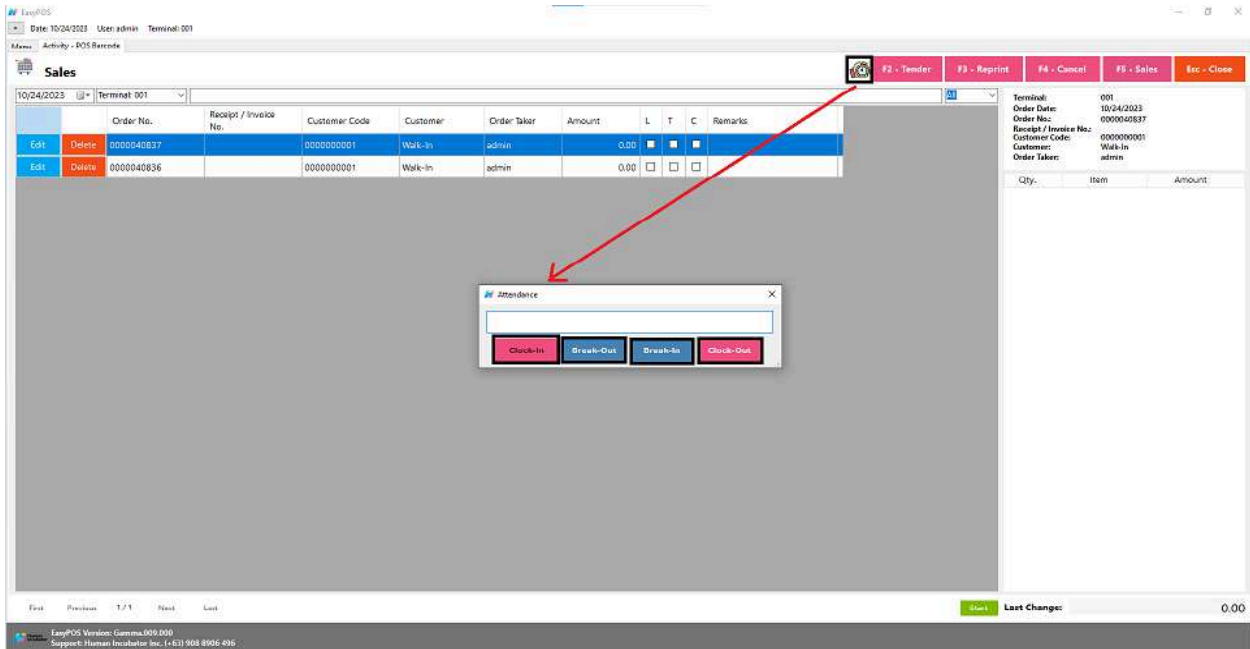 EasyPOS
Date: 10/24/2023 User: admin Terminal: 001
Menu Activity - POS Barcode
Sales
F2 - Tender F3 - Reprint F4 - Cancel F5 - Sales Esc - Close
10/24/2023 Terminal: 001 All
Order No. Receipt / Invoice No. Customer Code Customer Order Taker Amount L T C Remarks
Edit Delete 0000040837 0000000001 Walk-In admin 0.00
Edit Delete 0000040836 0000000001 Walk-In admin 0.00
Terminal: 001
Order Date: 10/24/2023
Order No.: 0000040837
Receipt / Invoice No.:
Customer Code: 0000000001
Customer: Walk-In
Order Taker: admin
Qty. Item Amount
Attendance
Clock-In Break-Out Break-In Clock-Out
First Previous 1 / 1 Next Last
Start Last Change: 0.00
EasyPOS Version: Gamma.009.000
Support: Human Incubator Inc. (+63) 908 8906 496